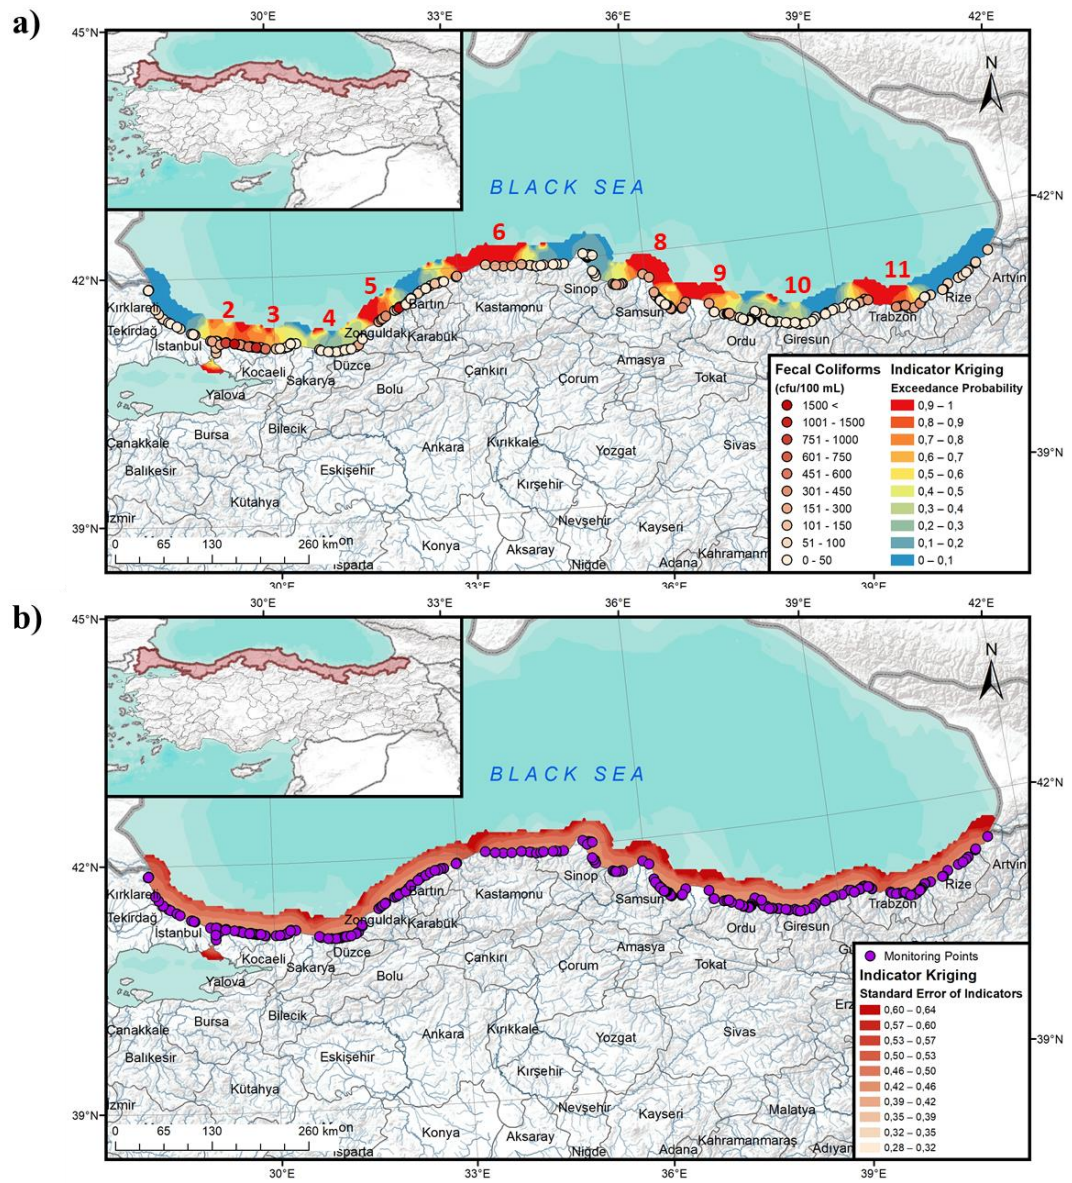 a)
30°E 33°E 36°E 39°E 42°E
45°N
N
BLACK SEA
42°N
6
8
9
10
11
5
2
3
4
42°N
Artvin
Rize
Trabzon
Giresun
Ordu
Samsun
Sinop
Kastamonu
Bartın
Zonguldak
Karabük
Düzce
Kırklareli
Tekirdağ
İstanbul
Kocaeli
Sakarya
Yalova
Bolu
Çankırı
Çorum
Amasya
Tokat
Çanakkale
Bursa
Bilecik
Balıkesir
Eskişehir
Ankara
Kırıkkale
Yozgat
Sivas
Kütahya
Kırşehir
İzmir
Nevşehir
Kayseri
Konya
Aksaray
Niğde
Adana
39°N
39°N
0 65 130 260 km
Fecal Coliforms
(cfu/100 mL)
1500 <
1001 - 1500
751 - 1000
601 - 750
451 - 600
301 - 450
151 - 300
101 - 150
51 - 100
0 - 50
Indicator Kriging
Exceedance Probability
0,9 – 1
0,8 – 0,9
0,7 – 0,8
0,6 – 0,7
0,5 – 0,6
0,4 – 0,5
0,3 – 0,4
0,2 – 0,3
0,1 – 0,2
0 – 0,1
30°E 33°E 36°E 39°E
b)
30°E 33°E 36°E 39°E 42°E
45°N
N
BLACK SEA
42°N
42°N
Artvin
Rize
Trabzon
Giresun
Ordu
Samsun
Sinop
Kastamonu
Bartın
Zonguldak
Karabük
Düzce
Kırklareli
Tekirdağ
İstanbul
Kocaeli
Sakarya
Yalova
Bolu
Çankırı
Çorum
Amasya
Tokat
Çanakkale
Bursa
Bilecik
Balıkesir
Eskişehir
Ankara
Kırıkkale
Yozgat
Sivas
Kütahya
Kırşehir
İzmir
Nevşehir
Kayseri
Malatya
Konya
Aksaray
Niğde
Adana
Kahramanmaraş
39°N
39°N
0 65 130 260 km
Monitoring Points
Indicator Kriging
Standard Error of Indicators
0,60 – 0,64
0,57 – 0,60
0,53 – 0,57
0,50 – 0,53
0,46 – 0,50
0,42 – 0,46
0,39 – 0,42
0,35 – 0,39
0,32 – 0,35
0,28 – 0,32
30°E 33°E 36°E 39°E